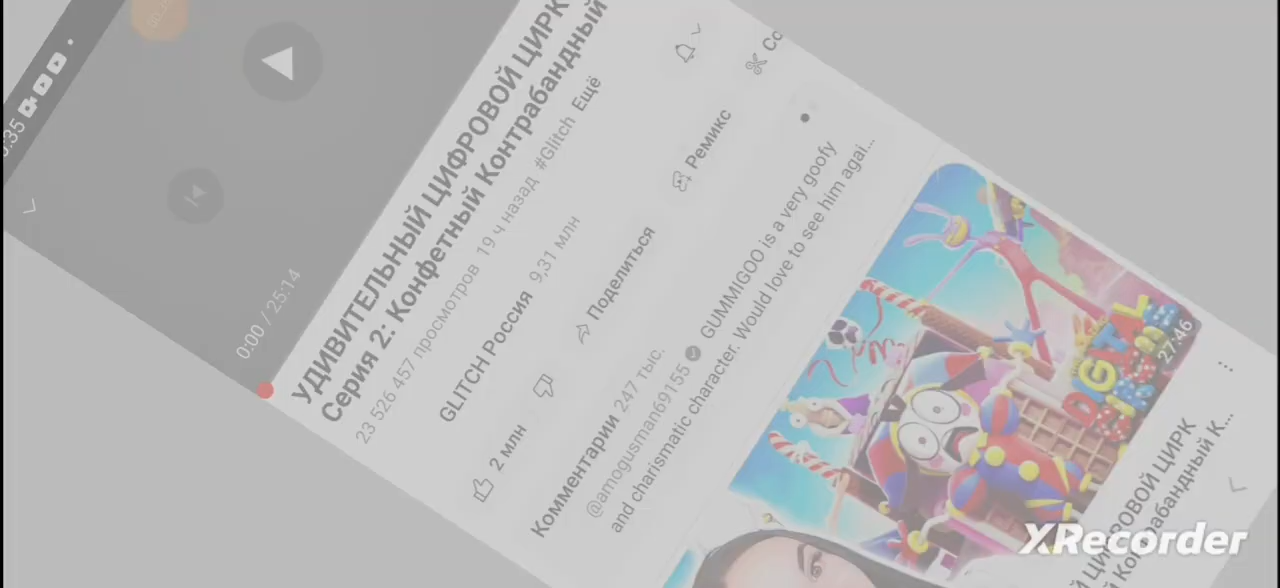 0:00 / 25:14
УДИВИТЕЛЬНЫЙ ЦИФРОВОЙ ЦИРК
Серия 2: Конфетный Контрабандный
23 526 457 просмотров 19 ч назад #Glitch Ещё
GLITCH Россия 9,31 млн
2 млн
Поделиться
Ремикс
Комментарии 247 тыс.
@amogusman69155 GUMMIGOO is a very goofy
and charismatic character. Would love to see him agai...
DIGITAL
27:46
ЦИФРОВОЙ ЦИРК
XRecorder